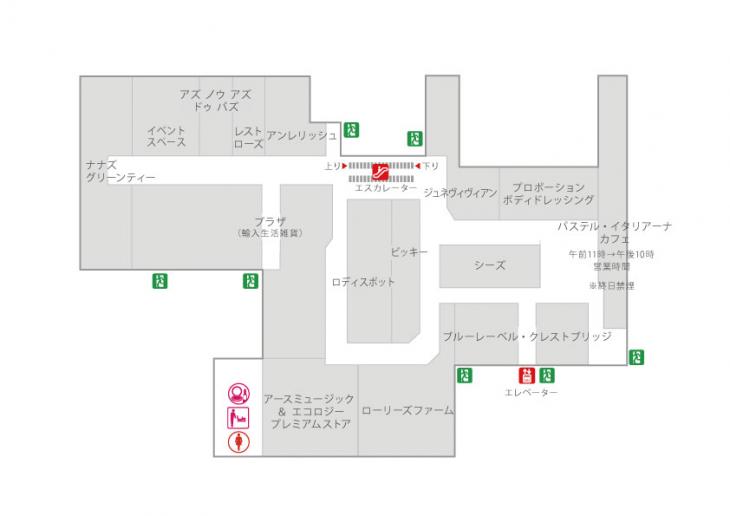 アズ ノウ アズ
ドゥ バズ
イベント
スペース
レスト
ローズ
アンレリッシュ
ナナズ
グリーンティー
上り
下り
エスカレーター
ジュネヴィヴィアン
プロポーション
ボディドレッシング
プラザ
(輸入生活雑貨)
パステル・イタリアーナ
カフェ
午前11時→午後10時
営業時間
※終日禁煙
ビッキー
ロディスポット
シーズ
ブルーレーベル・クレストブリッジ
エレベーター
アースミュージック
& エコロジー
プレミアムストア
ローリーズファーム